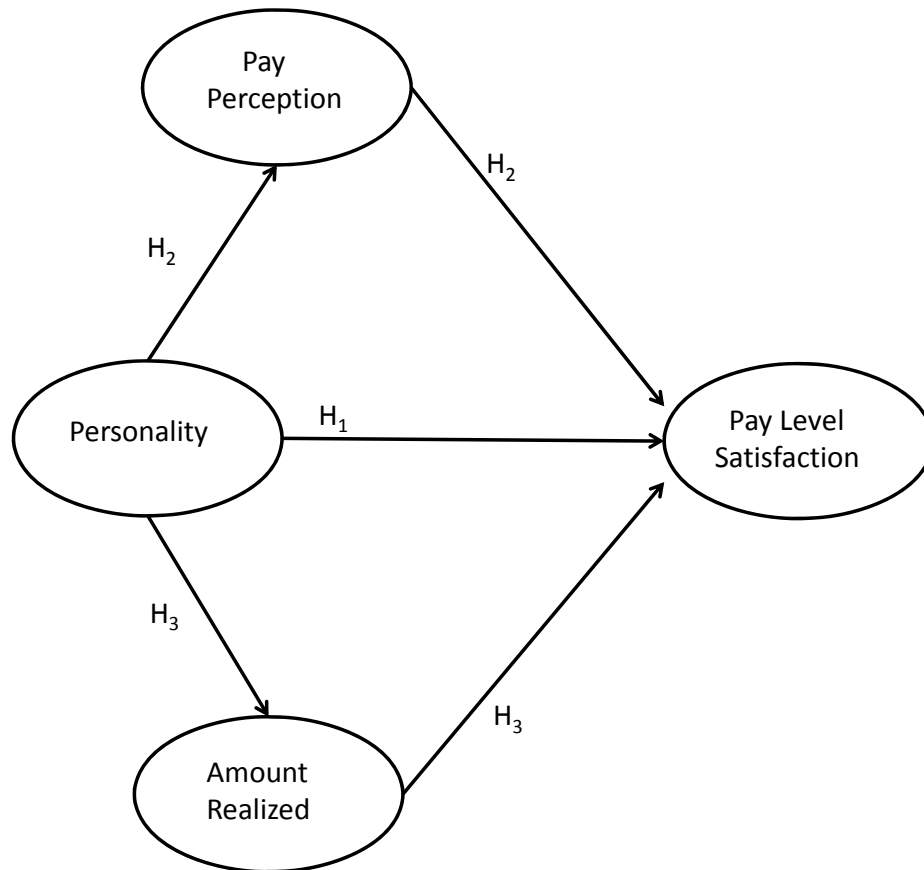 Pay
Perception
H₂
H₂
Personality
H₁
Pay Level
Satisfaction
H₃
H₃
Amount
Realized